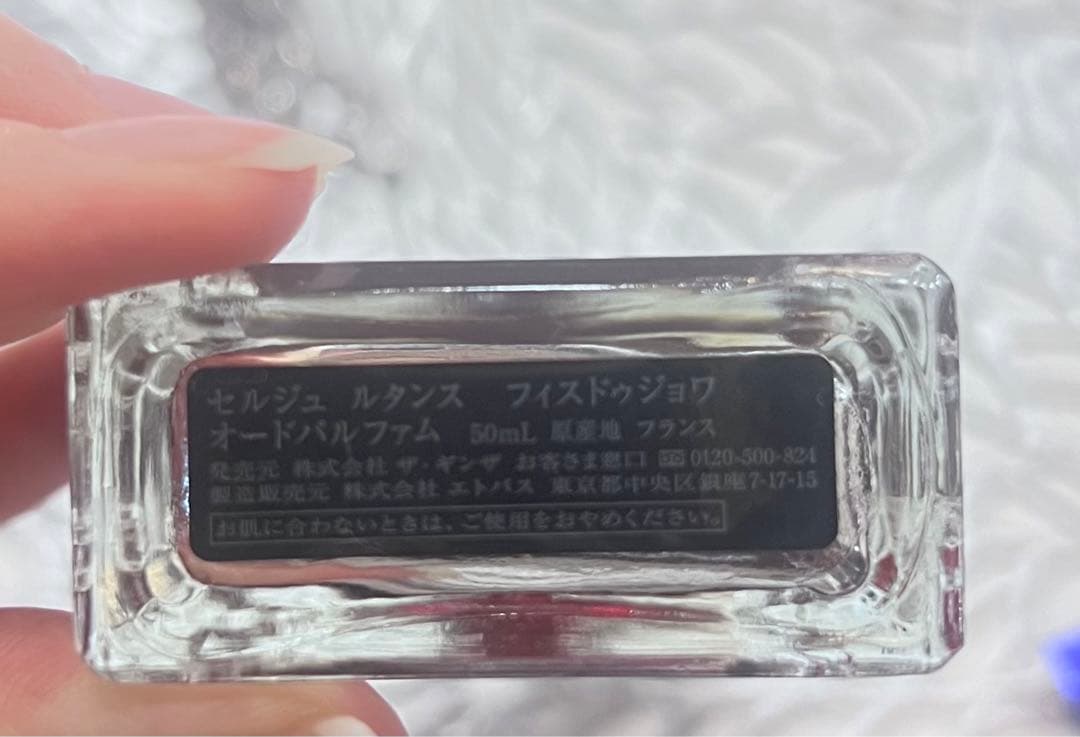 セルジュ ルタンス フィスドゥジョワ
オードパルファム 50mL 原産地 フランス
発売元 株式会社 ザ・ギンザ お客さま窓口 0120-500-824
製造販売元 株式会社 エトバス 東京都中央区銀座7-17-15
お肌に合わないときは、ご使用をおやめください。